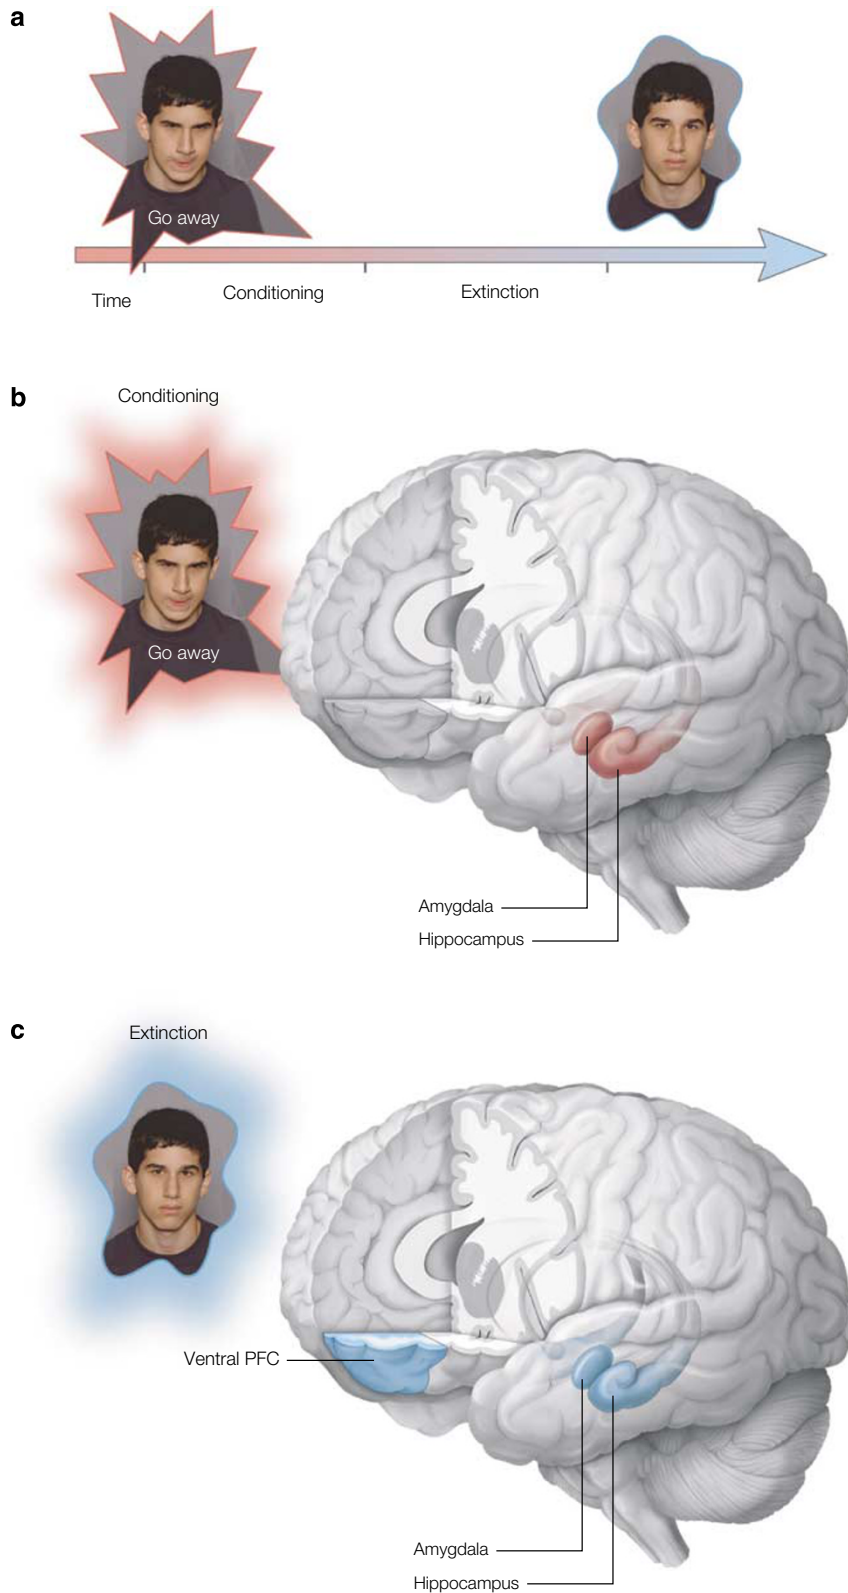 a
Go away
Time
Conditioning
Extinction
b
Conditioning
Go away
Amygdala
Hippocampus
c
Extinction
Ventral PFC
Amygdala
Hippocampus